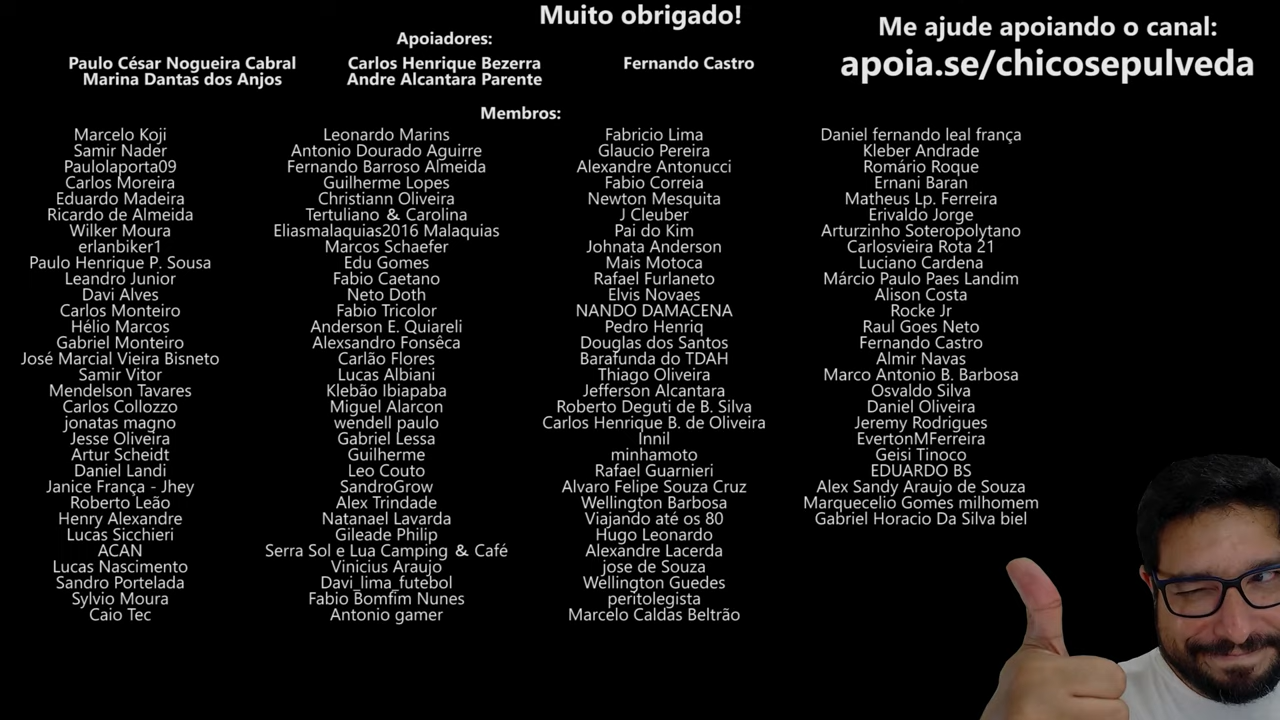 Muito obrigado!
Apoiadores:
Paulo César Nogueira Cabral
Marina Dantas dos Anjos
Carlos Henrique Bezerra
Andre Alcantara Parente
Fernando Castro
Me ajude apoiando o canal:
apoia.se/chicosepulveda
Membros:
Marcelo Koji
Samir Nader
Paulolaporta09
Carlos Moreira
Eduardo Madeira
Ricardo de Almeida
Wilker Moura
erlanbiker1
Paulo Henrique P. Sousa
Leandro Junior
Davi Alves
Carlos Monteiro
Hélio Marcos
Gabriel Monteiro
José Marcial Vieira Bisneto
Samir Vitor
Mendelson Tavares
Carlos Collozzo
jonatas magno
Jesse Oliveira
Artur Scheidt
Daniel Landi
Janice França - Jhey
Roberto Leão
Henry Alexandre
Lucas Sicchieri
ACAN
Lucas Nascimento
Sandro Portelada
Sylvio Moura
Caio Tec
Leonardo Marins
Antonio Dourado Aguirre
Fernando Barroso Almeida
Guilherme Lopes
Christiann Oliveira
Tertuliano & Carolina
Eliasmalaquias2016 Malaquias
Marcos Schaefer
Edu Gomes
Fabio Caetano
Neto Doth
Fabio Tricolor
Anderson E. Quiareli
Alexsandro Fonsêca
Carlão Flores
Lucas Albiani
Klebão Ibiapaba
Miguel Alarcon
wendell paulo
Gabriel Lessa
Guilherme
Leo Couto
SandroGrow
Alex Trindade
Natanael Lavarda
Gileade Philip
Serra Sol e Lua Camping & Café
Vinicius Araujo
Davi_lima_futebol
Fabio Bomfim Nunes
Antonio gamer
Fabricio Lima
Glaucio Pereira
Alexandre Antonucci
Fabio Correia
Newton Mesquita
J Cleuber
Pai do Kim
Johnata Anderson
Mais Motoca
Rafael Furlaneto
Elvis Novaes
NANDO DAMACENA
Pedro Henriq
Douglas dos Santos
Barafunda do TDAH
Thiago Oliveira
Jefferson Alcantara
Roberto Deguti de B. Silva
Carlos Henrique B. de Oliveira
Innil
minhamoto
Rafael Guarnieri
Alvaro Felipe Souza Cruz
Wellington Barbosa
Viajando até os 80
Hugo Leonardo
Alexandre Lacerda
jose de Souza
Wellington Guedes
peritolegista
Marcelo Caldas Beltrão
Daniel fernando leal frança
Kleber Andrade
Romário Roque
Ernani Baran
Matheus Lp. Ferreira
Erivaldo Jorge
Arturzinho Soteropolytano
Carlosvieira Rota 21
Luciano Cardena
Márcio Paulo Paes Landim
Alison Costa
Rocke Jr
Raul Goes Neto
Fernando Castro
Almir Navas
Marco Antonio B. Barbosa
Osvaldo Silva
Daniel Oliveira
Jeremy Rodrigues
EvertonMFerreira
Geisi Tinoco
EDUARDO BS
Alex Sandy Araujo de Souza
Marquecelio Gomes milhomem
Gabriel Horacio Da Silva biel